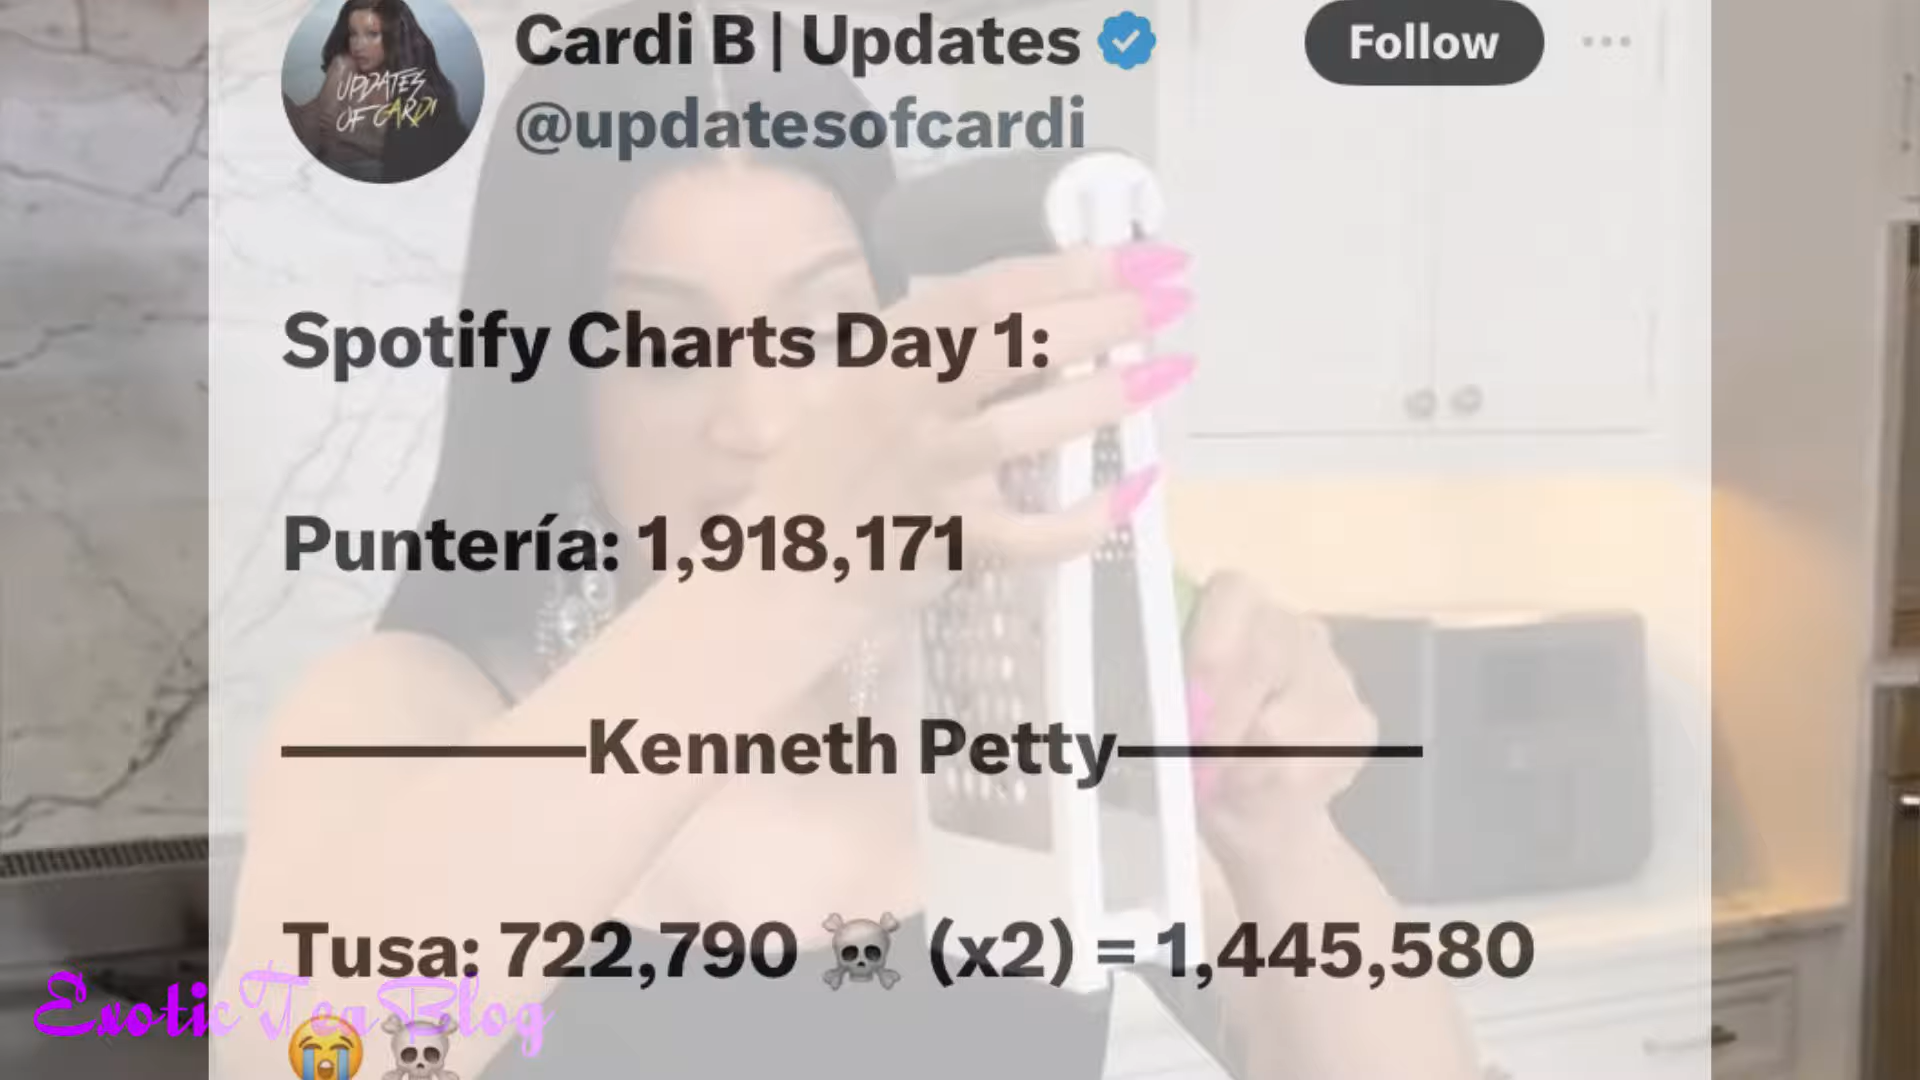 Cardi B | Updates
Follow
@updatesofcardi
UPDATES
OF CARDI
Spotify Charts Day 1:
Puntería: 1,918,171
————Kenneth Petty————
Tusa: 722,790 ☠️ (x2) = 1,445,580
😭 ☠️
Exotic Tea Blog